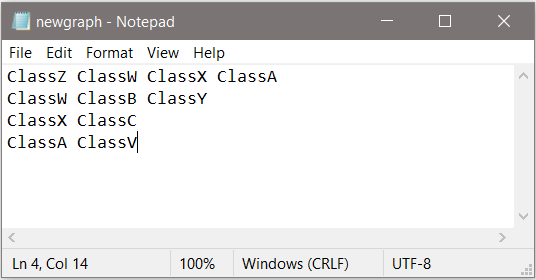 newgraph - Notepad
File Edit Format View Help
ClassZ ClassW ClassX ClassA
ClassW ClassB ClassY
ClassX ClassC
ClassA ClassV
Ln 4, Col 14 100% Windows (CRLF) UTF-8